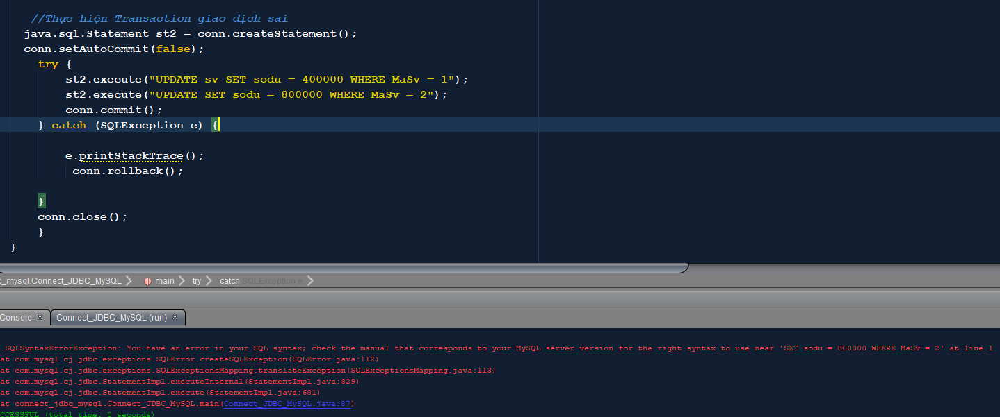 //Thực hiện Transaction giao dịch sai
java.sql.Statement st2 = conn.createStatement();
conn.setAutoCommit(false);
try {
st2.execute("UPDATE sv SET sodu = 400000 WHERE MaSv = 1");
st2.execute("UPDATE SET sodu = 800000 WHERE MaSv = 2");
conn.commit();
} catch (SQLException e) {
e.printStackTrace();
conn.rollback();
}
conn.close();
}
}
c_mysql.Connect_JDBC_MySQL main try catch SQLException e
Console Connect_JDBC_MySQL (run)
.SQLSyntaxErrorException: You have an error in your SQL syntax; check the manual that corresponds to your MySQL server version for the right syntax to use near 'SET sodu = 800000 WHERE MaSv = 2' at line 1
at com.mysql.cj.jdbc.exceptions.SQLError.createSQLException(SQLError.java:112)
at com.mysql.cj.jdbc.exceptions.SQLExceptionsMapping.translateException(SQLExceptionsMapping.java:113)
at com.mysql.cj.jdbc.StatementImpl.executeInternal(StatementImpl.java:829)
at com.mysql.cj.jdbc.StatementImpl.execute(StatementImpl.java:681)
at connect_jdbc_mysql.Connect_JDBC_MySQL.main(Connect_JDBC_MySQL.java:87)
CCESSFUL (total time: 0 seconds)